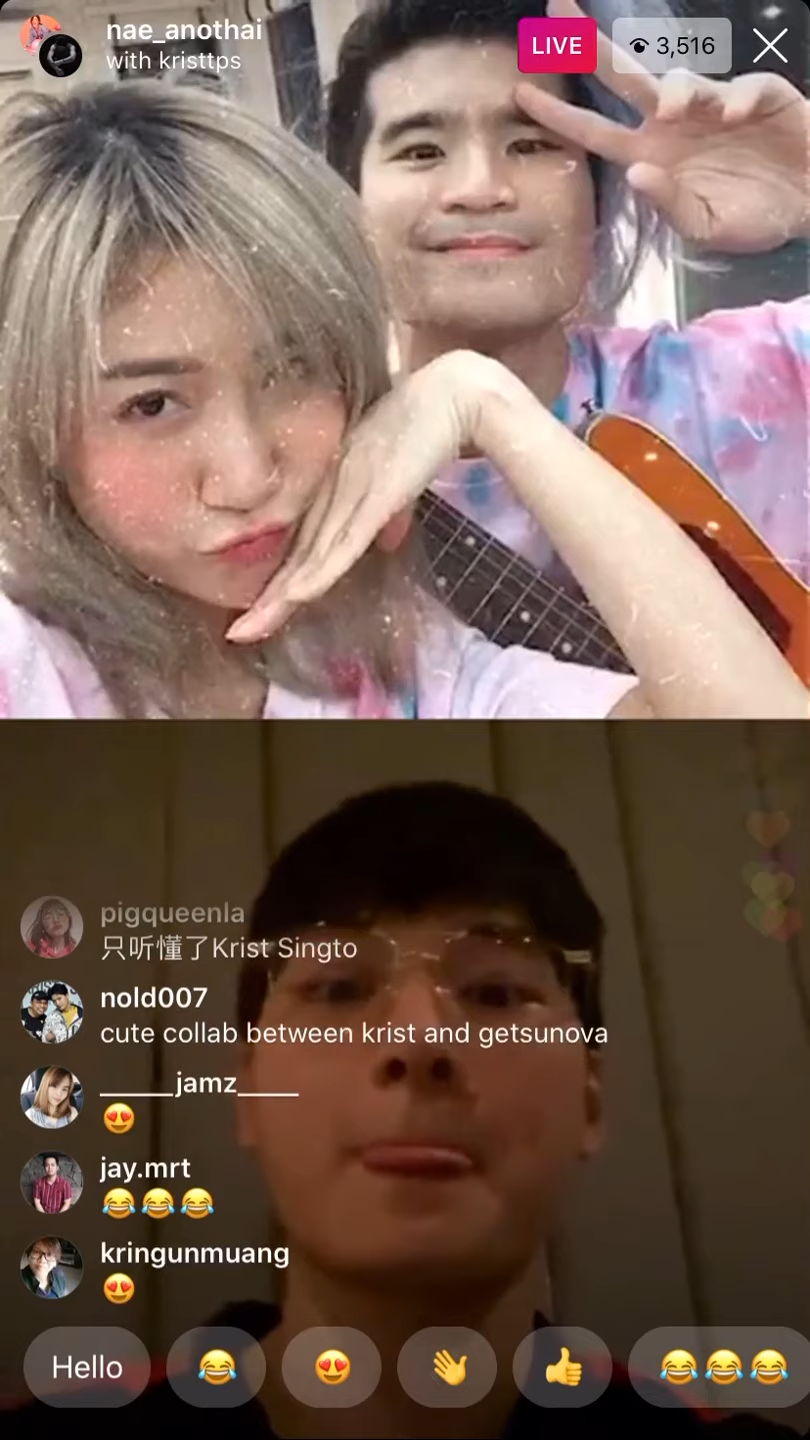 nae_anothai
with kristtps
LIVE
3,516
pigqueenla
只听懂了Krist Singto
nold007
cute collab between krist and getsunova
_____jamz____
😍
jay.mrt
😂😂😂
kringunmuang
😍
Hello 😂 😍 👋 👍 😂😂😂